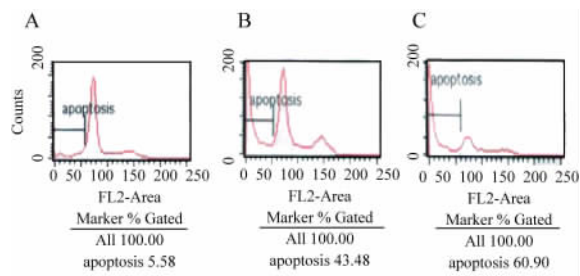 A
B
C
200
200
200
apoptosis
apoptosis
apoptosis
Counts
0
0
0
0 50 100 150 200 250
0 50 100 150 200 250
0 50 100 150 200 250
FL2-Area
FL2-Area
FL2-Area
Marker % Gated
Marker % Gated
Marker % Gated
All 100.00
All 100.00
All 100.00
apoptosis 5.58
apoptosis 43.48
apoptosis 60.90